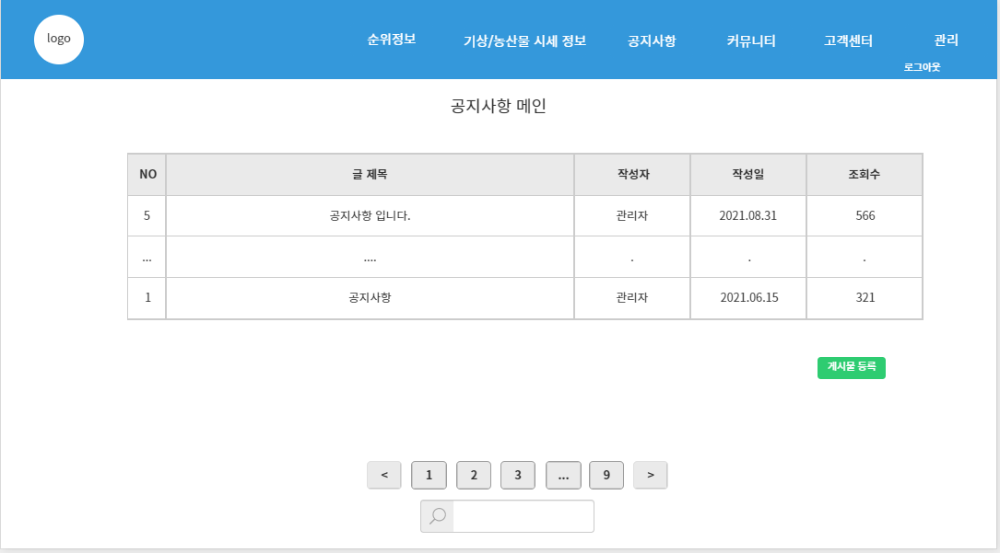 logo
순위정보 기상/농산물 시세 정보 공지사항 커뮤니티 고객센터 관리
로그아웃
공지사항 메인
NO 글 제목 작성자 작성일 조회수
5 공지사항 입니다. 관리자 2021.08.31 566
... .... . . .
1 공지사항 관리자 2021.06.15 321
게시물 등록
< 1 2 3 ... 9 >